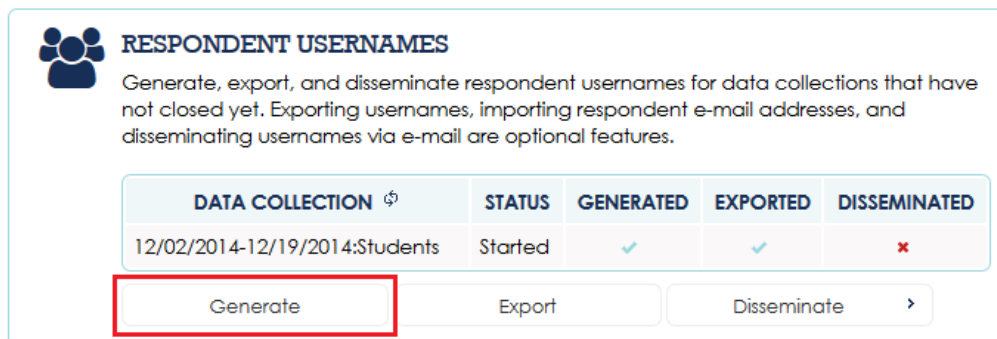 RESPONDENT USERNAMES
Generate, export, and disseminate respondent usernames for data collections that have
not closed yet. Exporting usernames, importing respondent e-mail addresses, and
disseminating usernames via e-mail are optional features.
DATA COLLECTION STATUS GENERATED EXPORTED DISSEMINATED
12/02/2014-12/19/2014:Students Started
Generate Export Disseminate